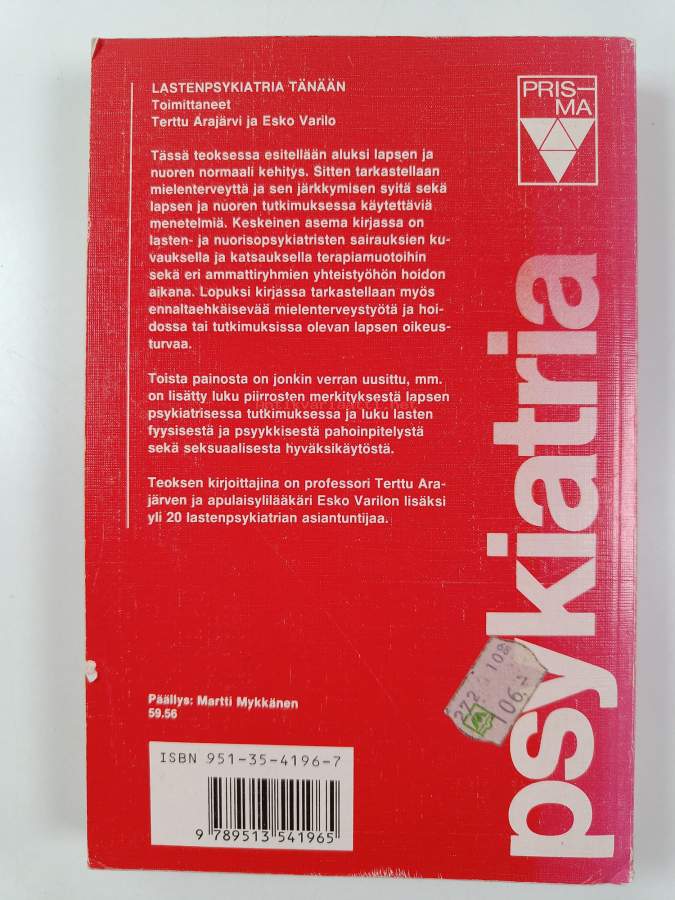 LASTENPSYKIATRIA TÄNÄÄN
Toimittaneet
Terttu Arajärvi ja Esko Varilo
Tässä teoksessa esitellään aluksi lapsen ja
nuoren normaali kehitys. Sitten tarkastellaan
mielenterveyttä ja sen järkkymisen syitä sekä
lapsen ja nuoren tutkimuksessa käytettäviä
menetelmiä. Keskeinen asema kirjassa on
lasten- ja nuorisopsykiatristen sairauksien ku-
vauksella ja katsauksella terapiamuotoihin
sekä eri ammattiryhmien yhteistyöhön hoidon
aikana. Lopuksi kirjassa tarkastellaan myös
ennaltaehkäisevää mielenterveystyötä ja hoi-
dossa tai tutkimuksissa olevan lapsen oikeus-
turvaa.
Toista painosta on jonkin verran uusittu, mm.
on lisätty luku piirrosten merkityksestä lapsen
psykiatrisessa tutkimuksessa ja luku lasten
fyysisestä ja psyykkisestä pahoinpitelystä
sekä seksuaalisesta hyväksikäytöstä.
Teoksen kirjoittajina on professori Terttu Ara-
järven ja apulaisylilääkäri Esko Varilon lisäksi
yli 20 lastenpsykiatrian asiantuntijaa.
Päällys: Martti Mykkänen
59.56
ISBN 951-35-4196-7
9 789513 541965
PRIS-
MA
psykiatria
272 108
106,-